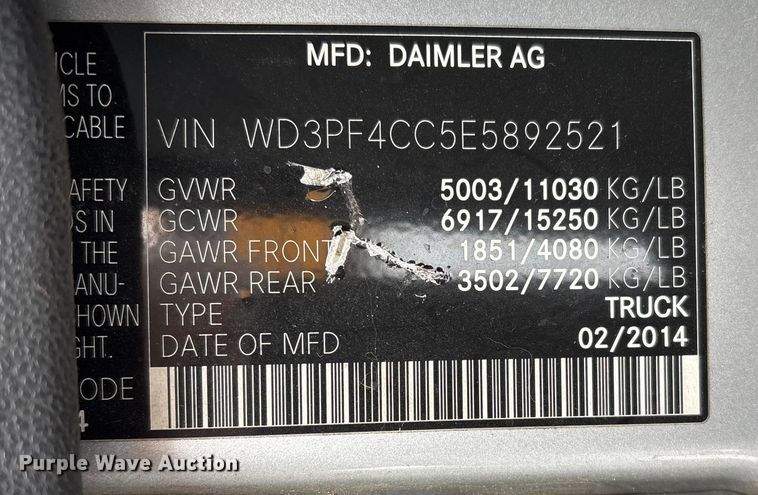 MFD: DAIMLER AG
VIN WD3PF4CC5E5892521
GVWR 5003/11030 KG/LB
GCWR 6917/15250 KG/LB
GAWR FRONT 1851/4080 KG/LB
GAWR REAR 3502/7720 KG/LB
TYPE TRUCK
DATE OF MFD 02/2014
ICLE
MS TO
CABLE
AFETY
DS IN
THE
ANU-
HOWN
GHT.
ODE
4
Purple Wave Auction